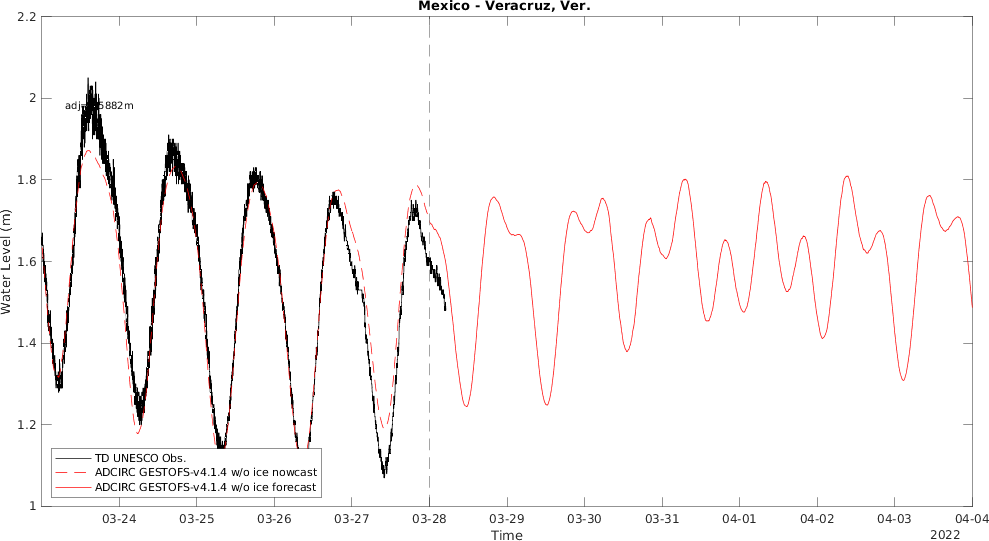 Mexico - Veracruz, Ver.
Water Level (m)
2.2
2
1.8
1.6
1.4
1.2
1
5882m
TD UNESCO Obs.
ADCIRC GESTOFS-v4.1.4 w/o ice nowcast
ADCIRC GESTOFS-v4.1.4 w/o ice forecast
03-24 03-25 03-26 03-27 03-28 03-29 03-30 03-31 04-01 04-02 04-03 04-04
Time
2022